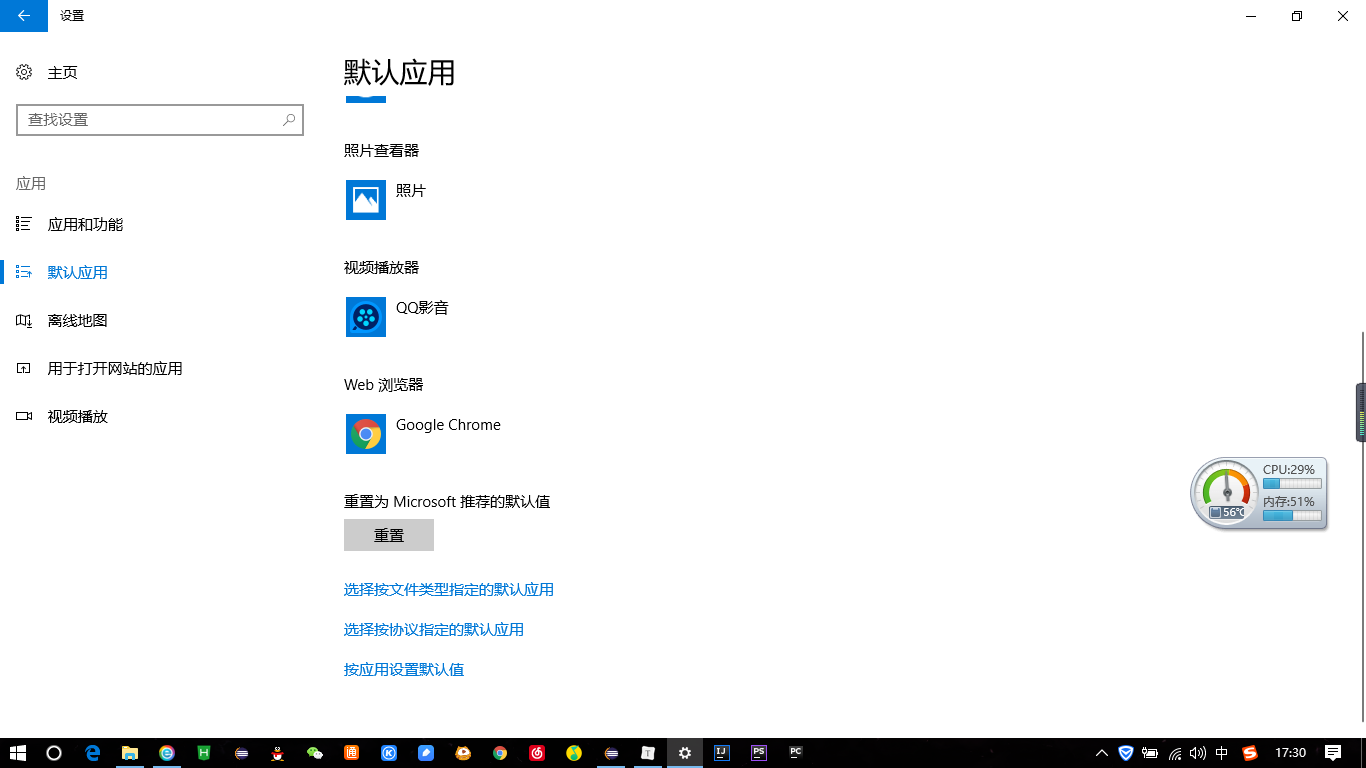 设置
主页
查找设置
应用
应用和功能
默认应用
离线地图
用于打开网站的应用
视频播放
默认应用
照片查看器
照片
视频播放器
QQ影音
Web 浏览器
Google Chrome
重置为 Microsoft 推荐的默认值
重置
选择按文件类型指定的默认应用
选择按协议指定的默认应用
按应用设置默认值
CPU:29%
内存:51%
56℃
H
T
IJ
PS
PC
中
S
17:30